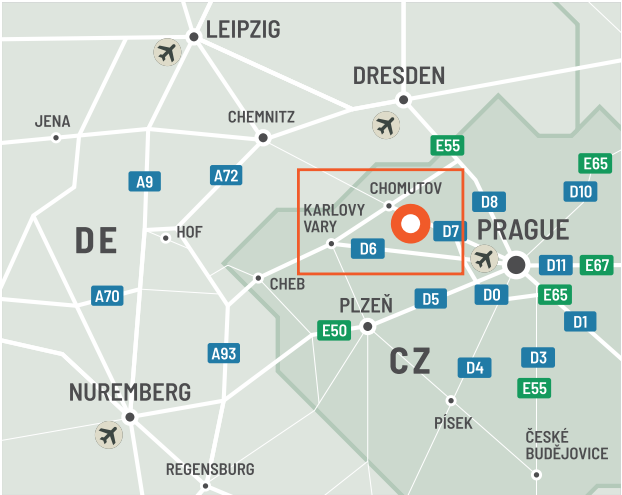 LEIPZIG
DRESDEN
JENA
CHEMNITZ
E55
E65
A9
A72
CHOMUTOV
D10
D8
KARLOVY
VARY
D7
PRAGUE
DE
HOF
D6
D11
E67
CHEB
A70
D5
D0
E65
PLZEŇ
E50
D1
A93
CZ
D4
D3
E55
NUREMBERG
PÍSEK
ČESKÉ
BUDĚJOVICE
REGENSBURG